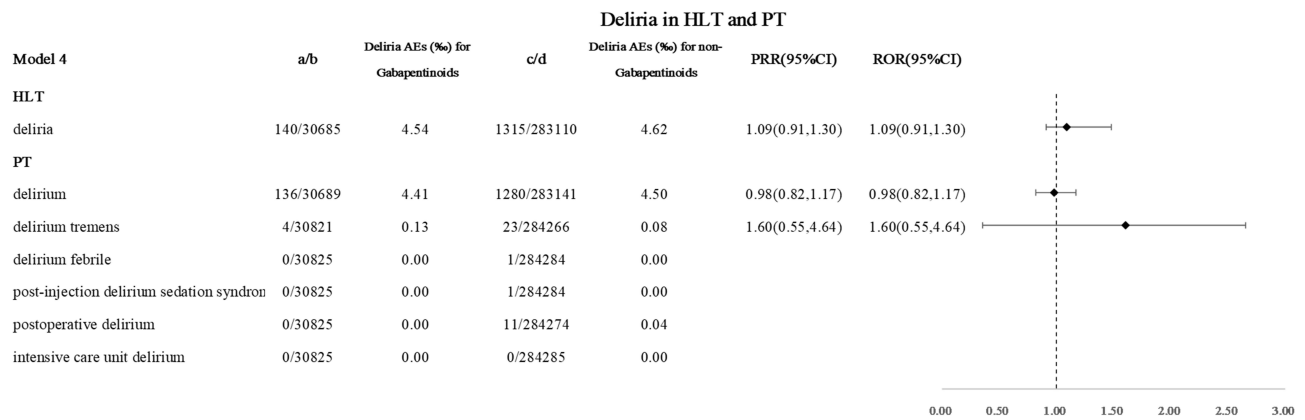 Deliria in HLT and PT
Model 4 a/b Deliria AEs (‰) for Gabapentinoids c/d Deliria AEs (‰) for non-Gabapentinoids PRR(95%CI) ROR(95%CI)
HLT
deliria 140/30685 4.54 1315/283110 4.62 1.09(0.91,1.30) 1.09(0.91,1.30)
PT
delirium 136/30689 4.41 1280/283141 4.50 0.98(0.82,1.17) 0.98(0.82,1.17)
delirium tremens 4/30821 0.13 23/284266 0.08 1.60(0.55,4.64) 1.60(0.55,4.64)
delirium febrile 0/30825 0.00 1/284284 0.00
post-injection delirium sedation syndron 0/30825 0.00 1/284284 0.00
postoperative delirium 0/30825 0.00 11/284274 0.04
intensive care unit delirium 0/30825 0.00 0/284285 0.00
0.00 0.50 1.00 1.50 2.00 2.50 3.00